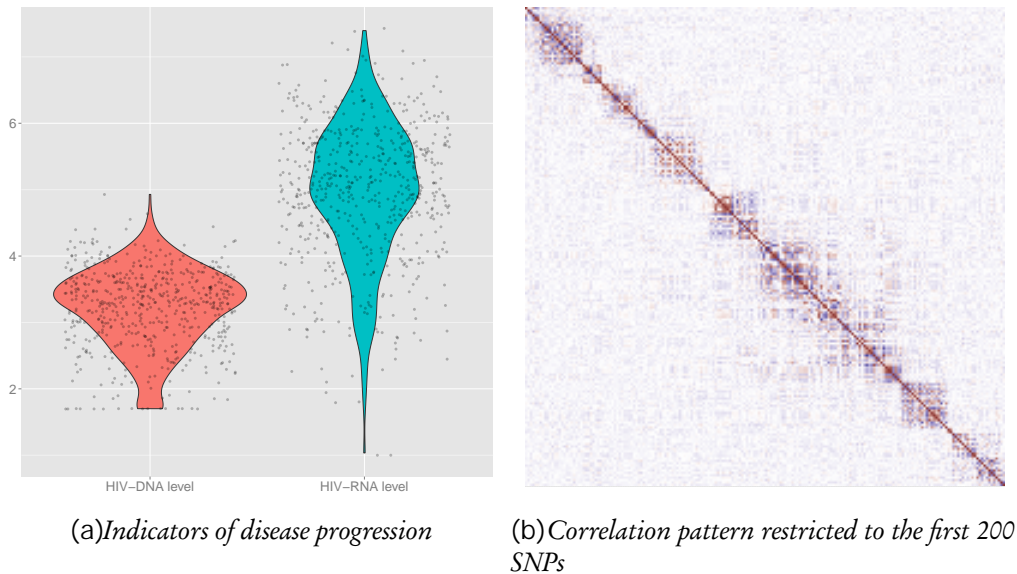 6
4
2
HIV−DNA level
HIV−RNA level
(a)Indicators of disease progression
(b)Correlation pattern restricted to the first 200
SNPs